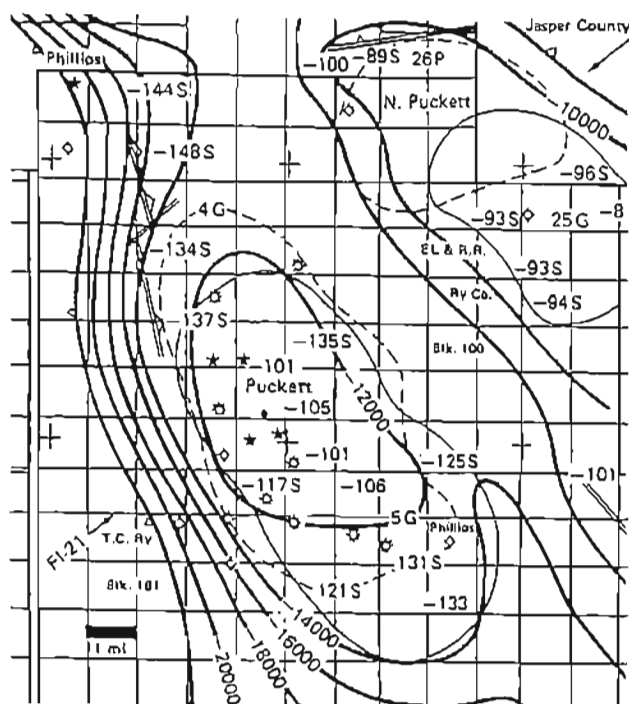 Jasper County
Phillips
-144S
-100
-89S
26P
N. Puckett
10000
-148S
-96S
4G
-93S
25G
-8
-134S
EL & R.R.
Ry Co.
-93S
-94S
-137S
-135S
Blk. 100
-101
Puckett
12000
-105
-101
-125S
-101
-117S
-106
5G
Phillips
FI-21
T.C. Ry
131S
Blk. 101
121S
-133
14000
1 mi
16000
18000
20000